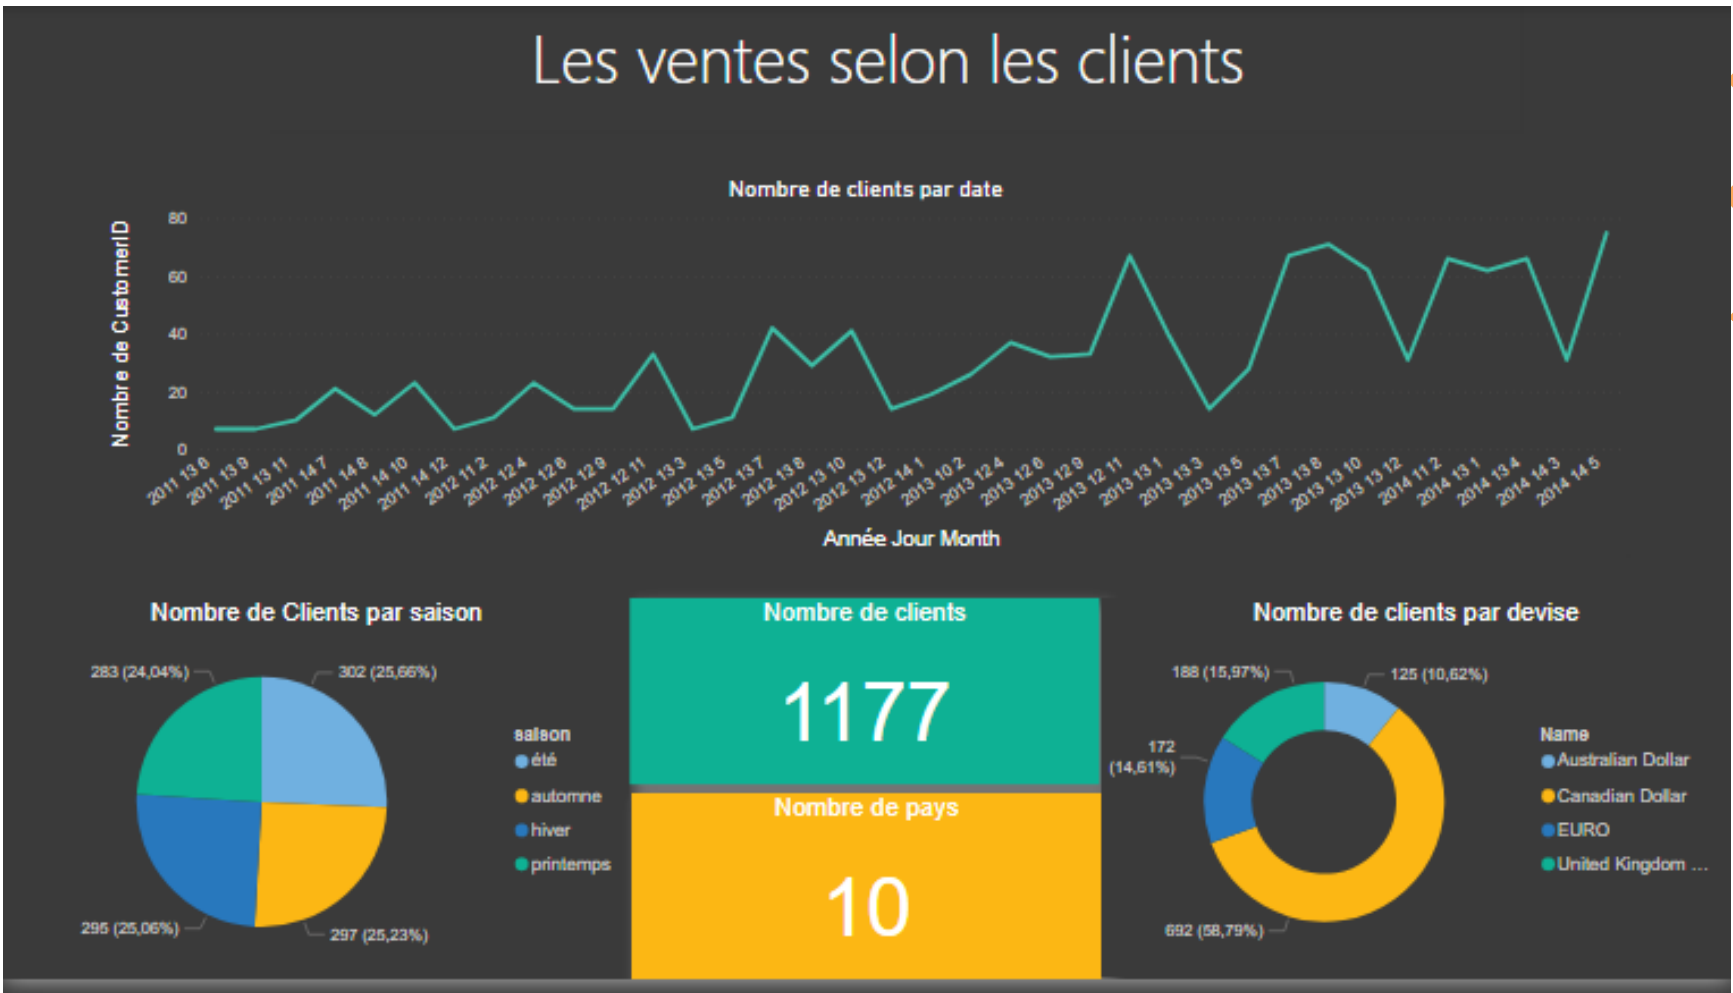 Les ventes selon les clients
Nombre de clients par date
Nombre de CustomerID
80
60
40
20
0
2011 13 6
2011 13 9
2011 13 11
2011 14 7
2011 14 8
2011 14 10
2011 14 12
2012 11 2
2012 12 4
2012 12 6
2012 12 9
2012 12 11
2012 13 3
2012 13 5
2012 13 7
2012 13 8
2012 13 10
2012 13 12
2012 14 1
2013 10 2
2013 12 4
2013 12 6
2013 12 9
2013 12 11
2013 13 1
2013 13 3
2013 13 5
2013 13 7
2013 13 8
2013 13 10
2013 13 12
2014 11 2
2014 13 1
2014 13 4
2014 14 3
2014 14 5
Année Jour Month
Nombre de Clients par saison
283 (24,04%)
302 (25,66%)
295 (25,06%)
297 (25,23%)
saison
été
automne
hiver
printemps
Nombre de clients
1177
Nombre de pays
10
Nombre de clients par devise
188 (15,97%)
125 (10,62%)
172
(14,61%)
692 (58,79%)
Name
Australian Dollar
Canadian Dollar
EURO
United Kingdom ...